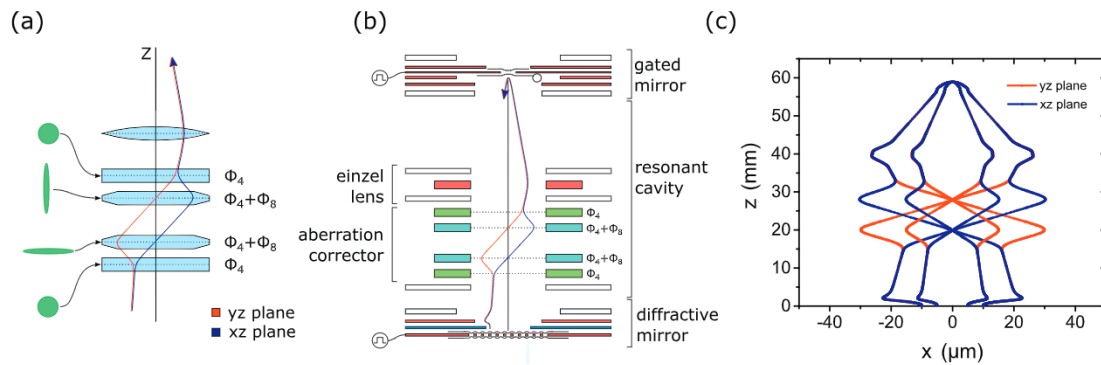 (a)
Z
Φ4
Φ4+Φ8
Φ4+Φ8
Φ4
yz plane
xz plane
(b)
gated
mirror
resonant
cavity
einzel
lens
aberration
corrector
Φ4
Φ4+Φ8
Φ4+Φ8
Φ4
diffractive
mirror
(c)
yz plane
xz plane
z (mm)
60
50
40
30
20
10
0
-40 -20 0 20 40
x (µm)